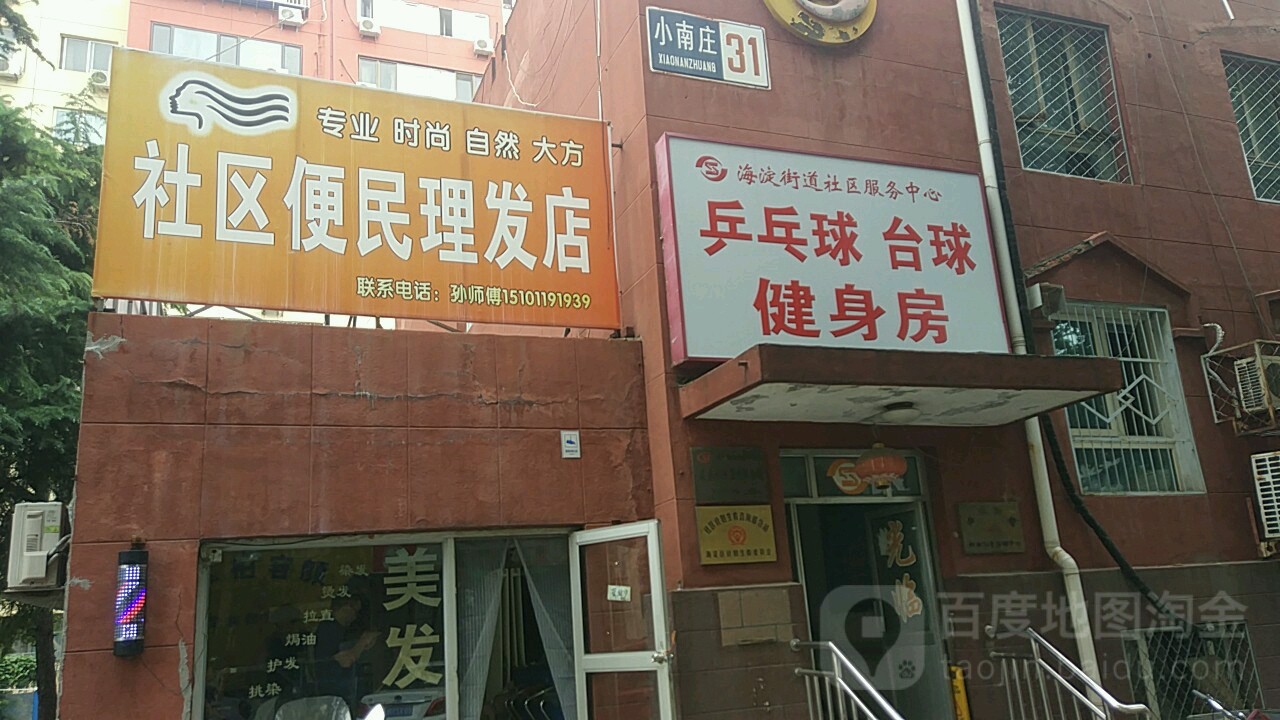 小南庄 31
XIAONANZHUANG
专业 时尚 自然 大方
社区便民理发店
联系电话：孙师傅15101191939
海淀街道社区服务中心
乒乓球 台球
健身房
美发
染发
烫发
拉直
焗油
护发
挑染
光临
百度地图淘金
taojin.baidu.com